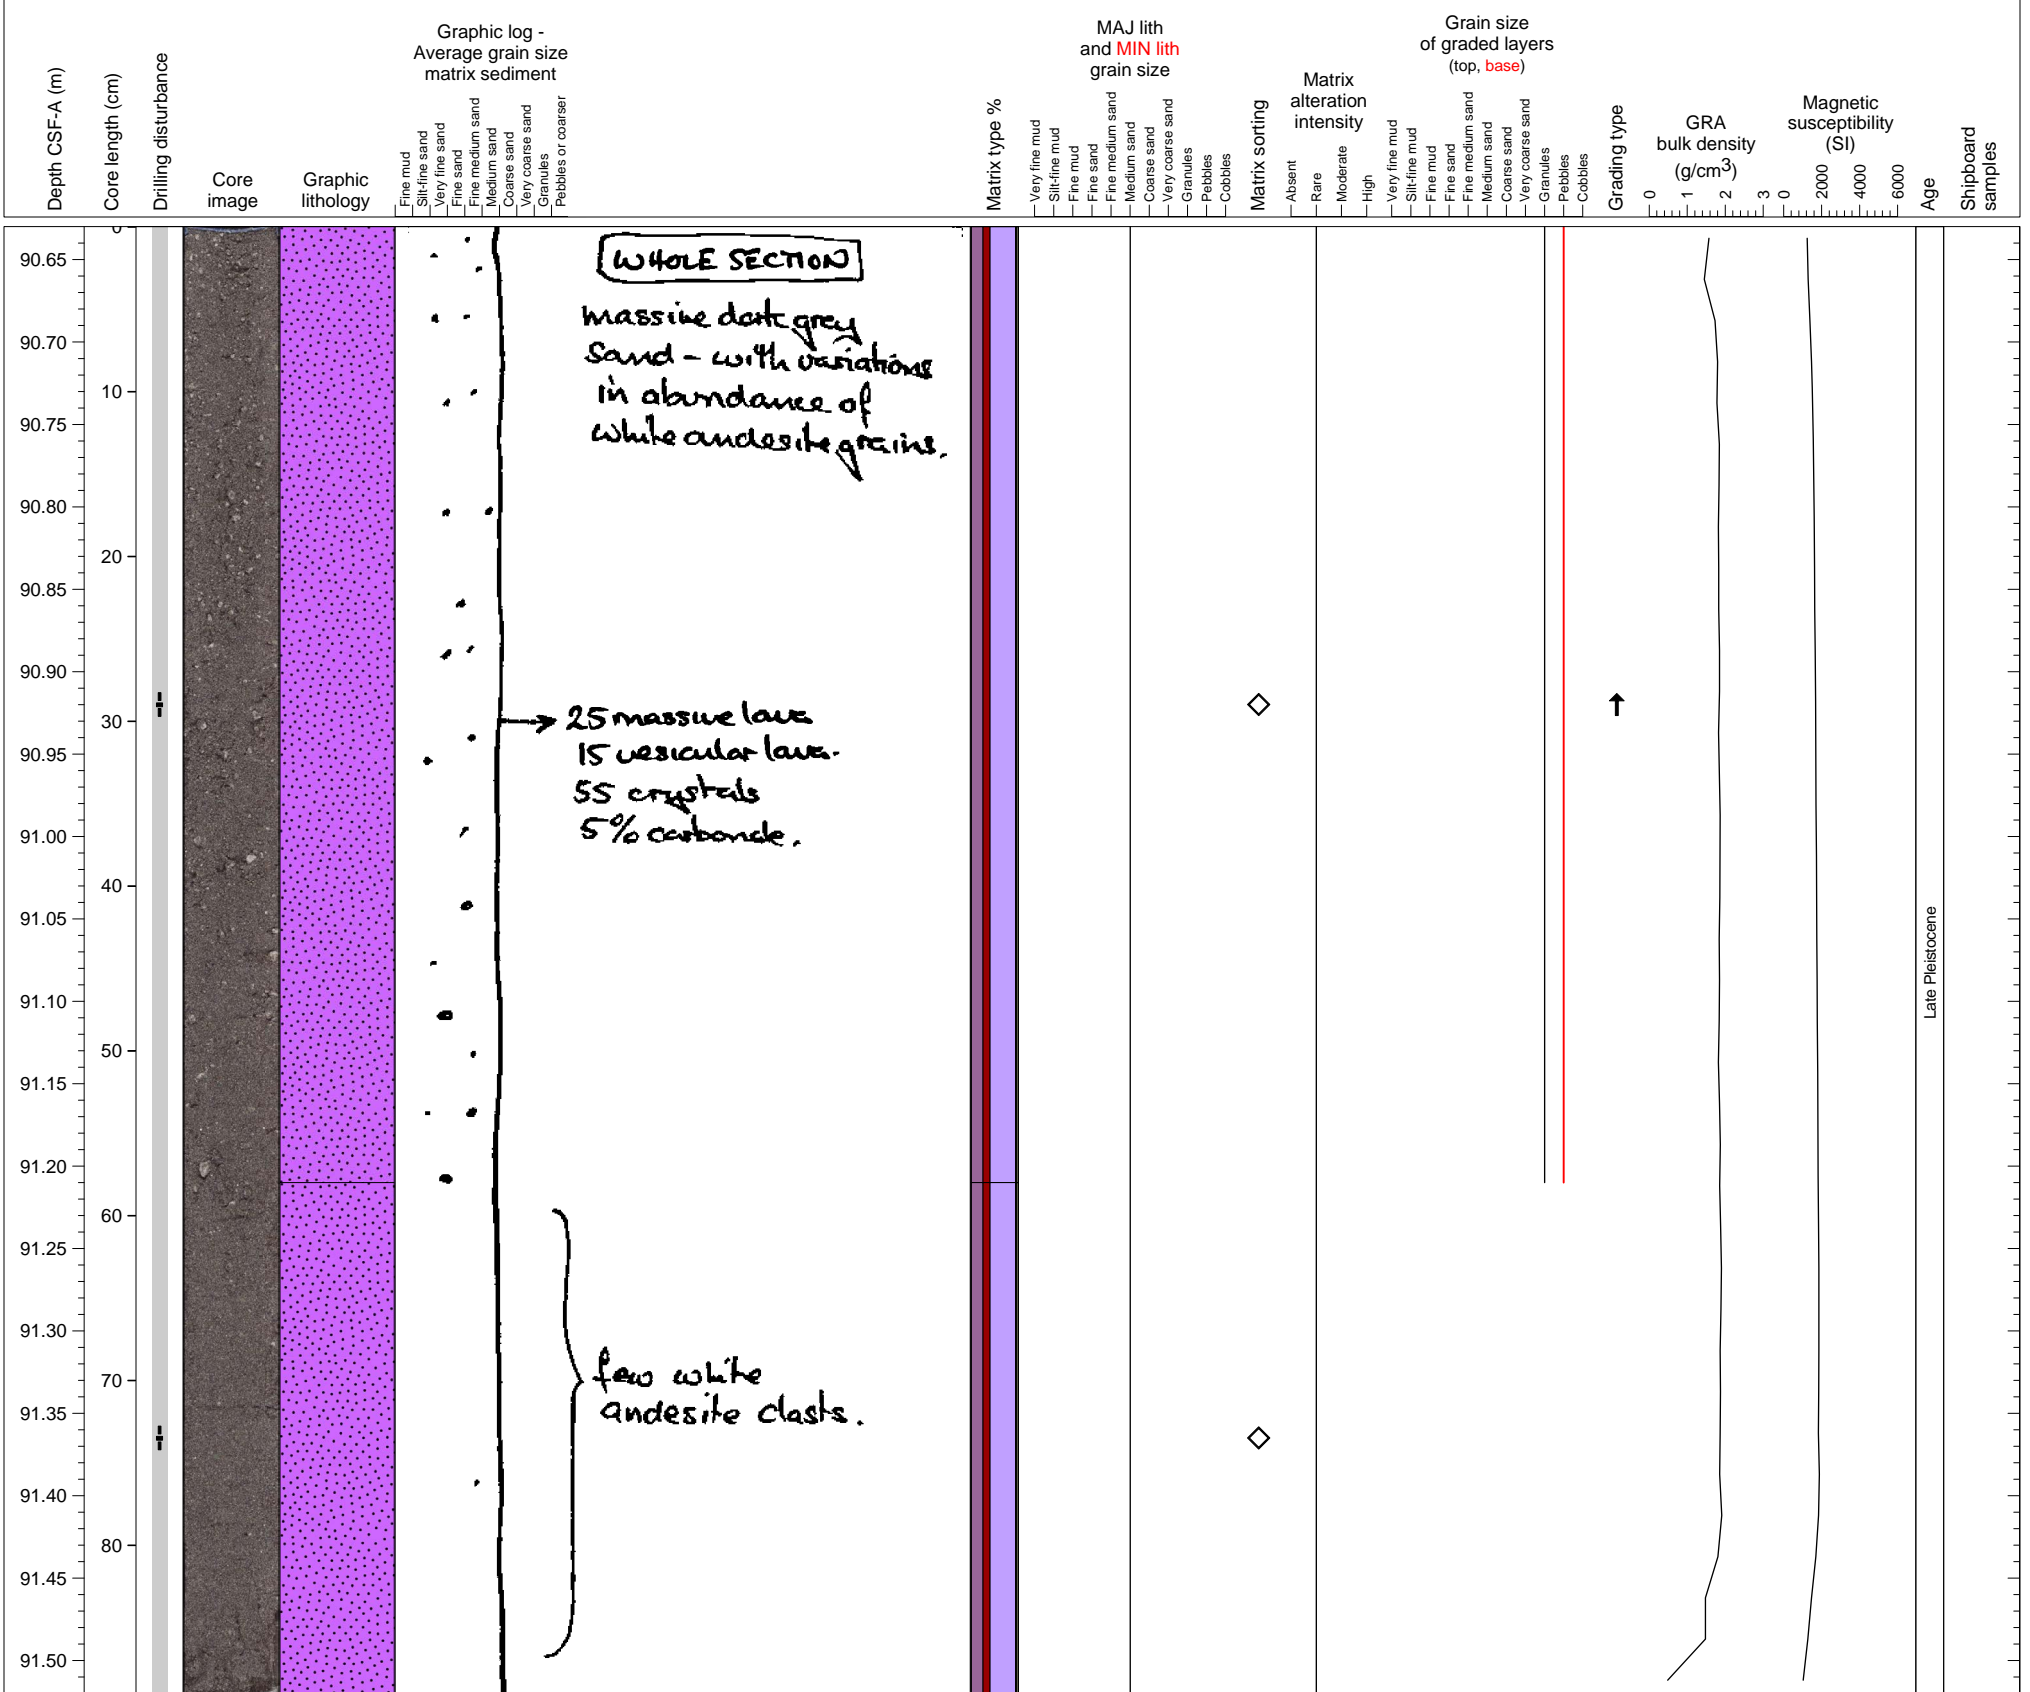 Depth CSF-A (m)
Core length (cm)
Drilling disturbance
Core
image
Graphic
lithology
Graphic log -
Average grain size
matrix sediment
Fine mud
Silt-fine sand
Very fine sand
Fine sand
Fine medium sand
Medium sand
Coarse sand
Very coarse sand
Granules
Pebbles or coarser
Matrix type %
MAJ lith
and MIN lith
grain size
Very fine mud
Silt-fine mud
Fine mud
Fine sand
Fine medium sand
Medium sand
Coarse sand
Very coarse sand
Granules
Pebbles
Cobbles
Matrix sorting
Matrix
alteration
intensity
Absent
Rare
Moderate
High
Grain size
of graded layers
(top, base)
Very fine mud
Silt-fine mud
Fine mud
Fine sand
Fine medium sand
Medium sand
Coarse sand
Very coarse sand
Granules
Pebbles
Cobbles
Grading type
GRA
bulk density
(g/cm3)
0 1 2 3
Magnetic
susceptibility
(SI)
0 2000 4000 6000
Age
Shipboard
samples
90.65
90.70
90.75
90.80
90.85
90.90
90.95
91.00
91.05
91.10
91.15
91.20
91.25
91.30
91.35
91.40
91.45
91.50
0
10
20
30
40
50
60
70
80
WHOLE SECTION
massive dark grey
Sand - with variations
in abundance of
white andesite grains.
25 massive lava
15 vesicular lava.
55 crystals
5% carbonate.
few white
andesite clasts.
Late Pleistocene